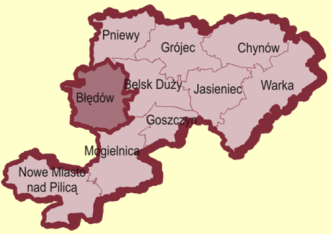 Pniewy
Grójec
Chynów
Błędów
Belsk Duży
Jasieniec
Warka
Goszczyn
Mogielnica
Nowe Miasto
nad Pilicą